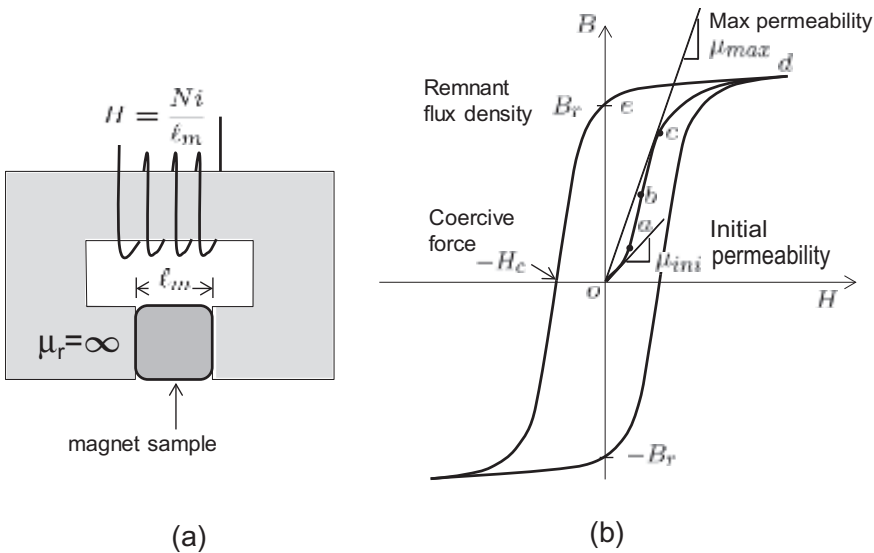 H = Ni/ℓm
ℓm
μr=∞
magnet sample
(a)
B
Max permeability
μmax
d
Remnant
flux density
Br
e
c
b
Coercive
force
a
Initial
permeability
μini
−Hc
o
H
−Br
(b)